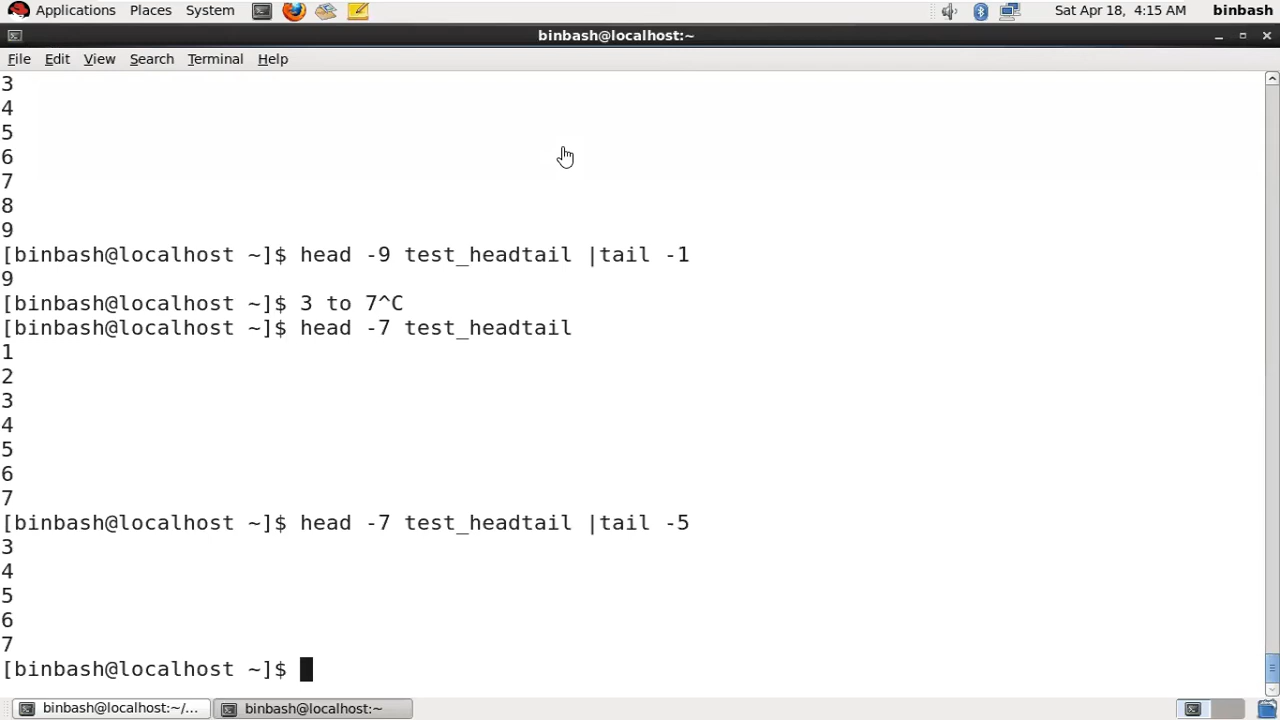 Applications Places System Sat Apr 18, 4:15 AM binbash
binbash@localhost:~
File Edit View Search Terminal Help
3
4
5
6
7
8
9
[binbash@localhost ~]$ head -9 test_headtail |tail -1
9
[binbash@localhost ~]$ 3 to 7^C
[binbash@localhost ~]$ head -7 test_headtail
1
2
3
4
5
6
7
[binbash@localhost ~]$ head -7 test_headtail |tail -5
3
4
5
6
7
[binbash@localhost ~]$
binbash@localhost:~/... binbash@localhost:~